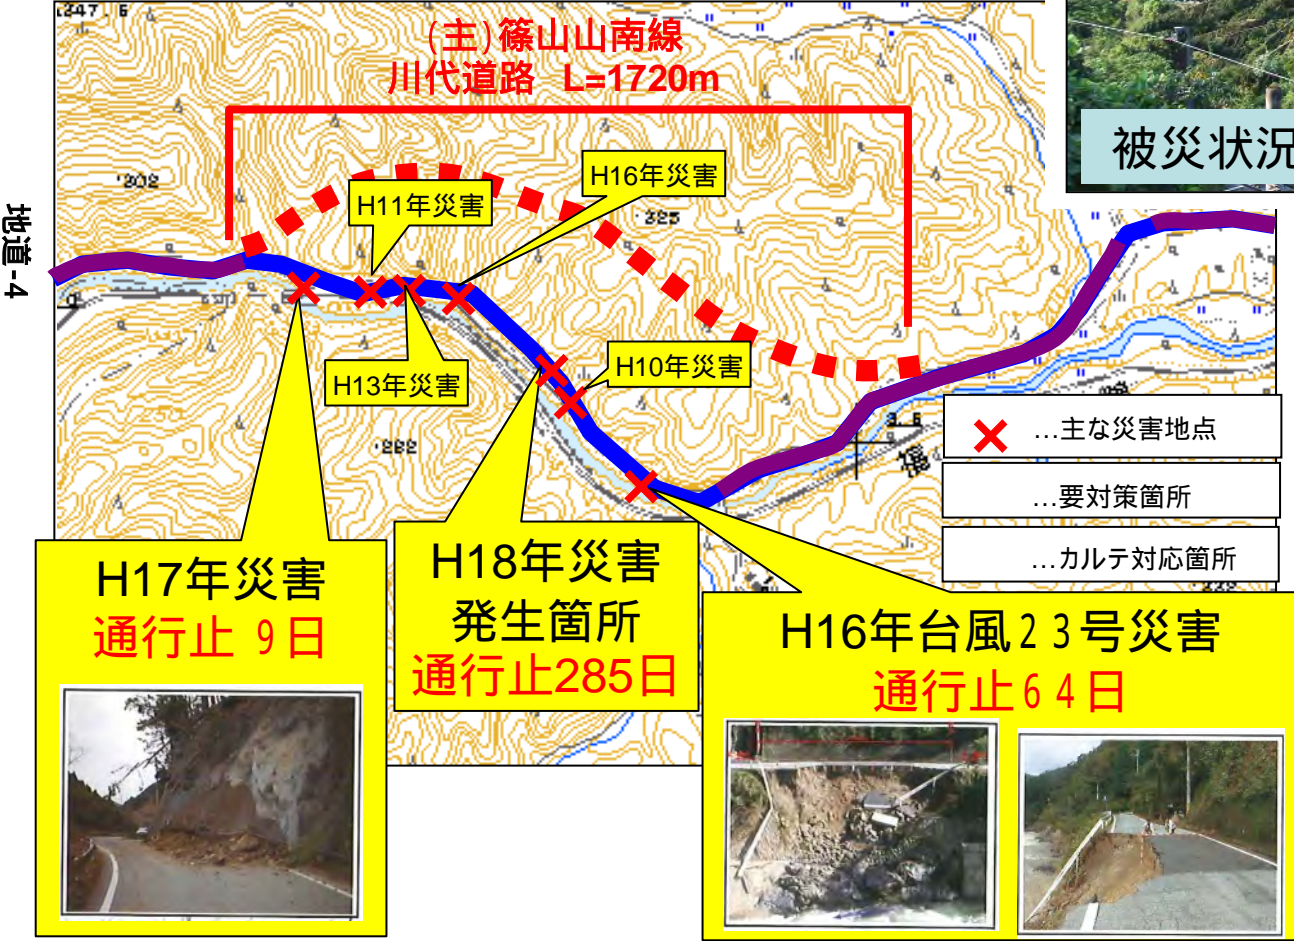 247.6
(主)篠山山南線
川代道路 L=1720m
被災状況
地道-4
202
H11年災害
H16年災害
325
H13年災害
H10年災害
282
3.6
…主な災害地点
…要対策箇所
…カルテ対応箇所
H17年災害
通行止 9日
H18年災害
発生箇所
通行止285日
H16年台風23号災害
通行止64日